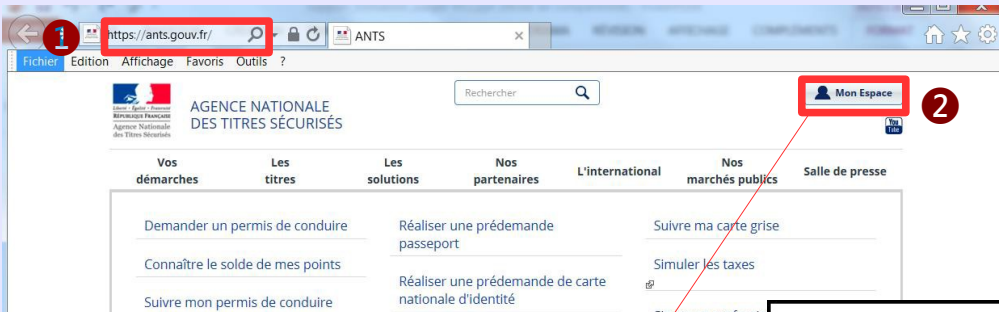 1
https://ants.gouv.fr/
ANTS
Fichier Edition Affichage Favoris Outils ?
Liberté • Égalité • Fraternité
RÉPUBLIQUE FRANÇAISE
Agence Nationale
des Titres Sécurisés
AGENCE NATIONALE
DES TITRES SÉCURISÉS
Rechercher
Mon Espace
2
You
Tube
Vos
démarches
Les
titres
Les
solutions
Nos
partenaires
L'international
Nos
marchés publics
Salle de presse
Demander un permis de conduire
Connaître le solde de mes points
Suivre mon permis de conduire
Réaliser une prédemande
passeport
Réaliser une prédemande de carte
nationale d'identité
Suivre ma carte grise
Simuler les taxes